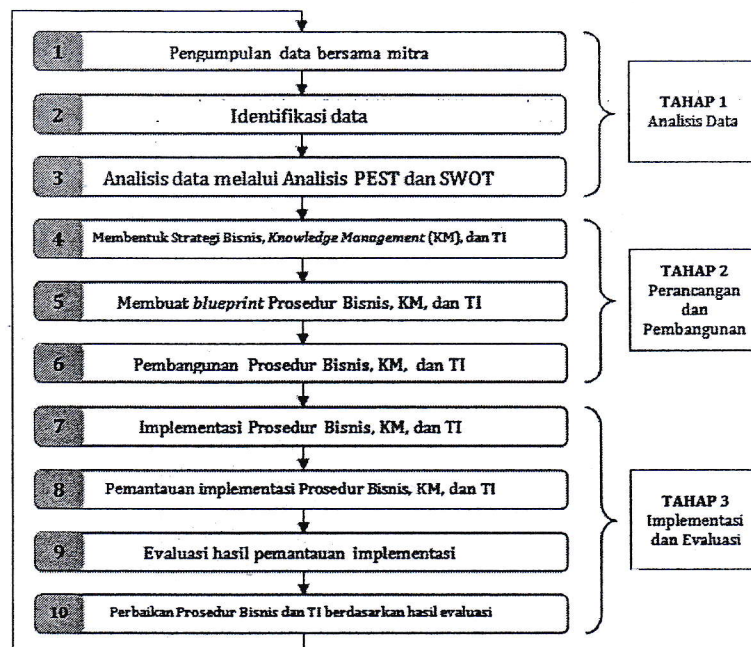 1 Pengumpulan data bersama mitra
2 Identifikasi data
3 Analisis data melalui Analisis PEST dan SWOT
TAHAP 1
Analisis Data
4 Membentuk Strategi Bisnis, Knowledge Management (KM), dan TI
5 Membuat blueprint Prosedur Bisnis, KM, dan TI
6 Pembangunan Prosedur Bisnis, KM, dan TI
TAHAP 2
Perancangan
dan
Pembangunan
7 Implementasi Prosedur Bisnis, KM, dan TI
8 Pemantauan implementasi Prosedur Bisnis, KM, dan TI
9 Evaluasi hasil pemantauan implementasi
10 Perbaikan Prosedur Bisnis dan TI berdasarkan hasil evaluasi
TAHAP 3
Implementasi
dan Evaluasi